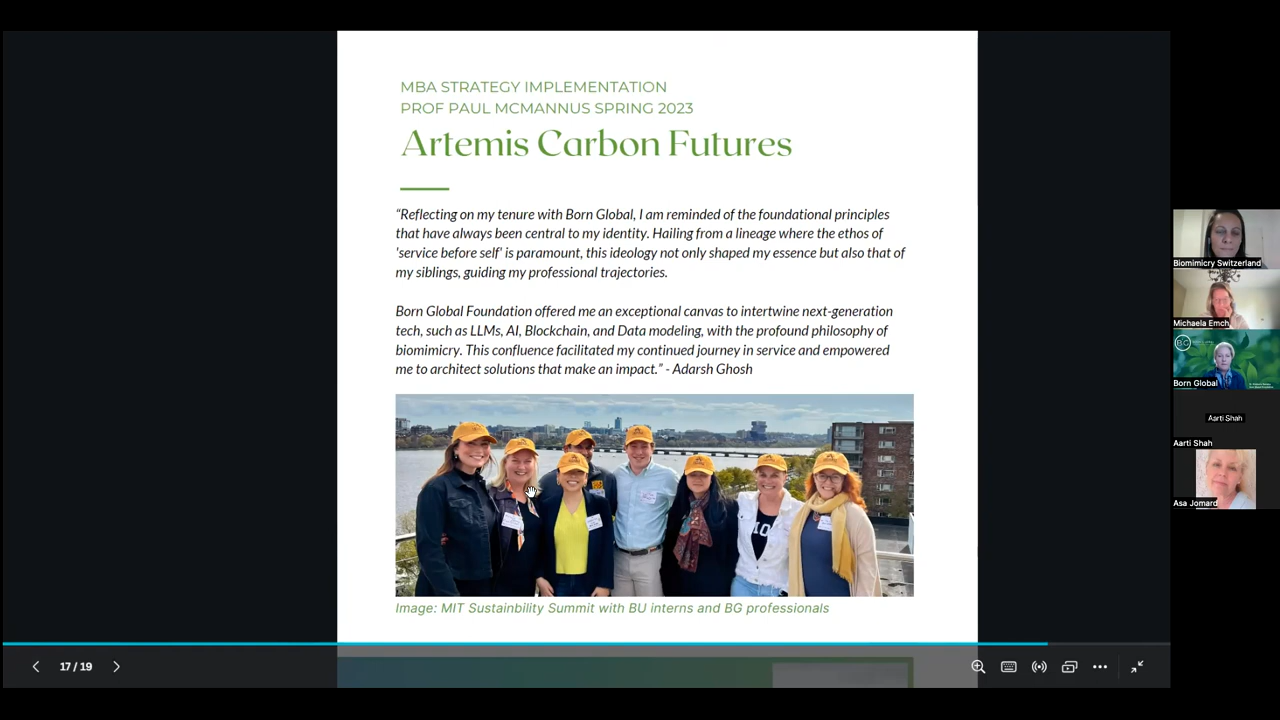 MBA STRATEGY IMPLEMENTATION
PROF PAUL MCMANNUS SPRING 2023
Artemis Carbon Futures
“Reflecting on my tenure with Born Global, I am reminded of the foundational principles
that have always been central to my identity. Hailing from a lineage where the ethos of
'service before self' is paramount, this ideology not only shaped my essence but also that of
my siblings, guiding my professional trajectories.
Born Global Foundation offered me an exceptional canvas to intertwine next-generation
tech, such as LLMs, AI, Blockchain, and Data modeling, with the profound philosophy of
biomimicry. This confluence facilitated my continued journey in service and empowered
me to architect solutions that make an impact.” - Adarsh Ghosh
Image: MIT Sustainbility Summit with BU interns and BG professionals
17 / 19
Biomimicry Switzerland
Michaela Emch
BG
Born Global
Aarti Shah
Aarti Shah
Asa Jomard